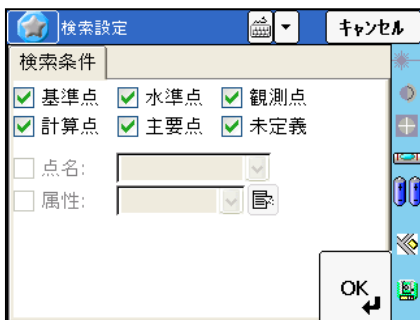 検索設定 キャンセル
検索条件
基準点 水準点 観測点
計算点 主要点 未定義
点名:
属性:
OK